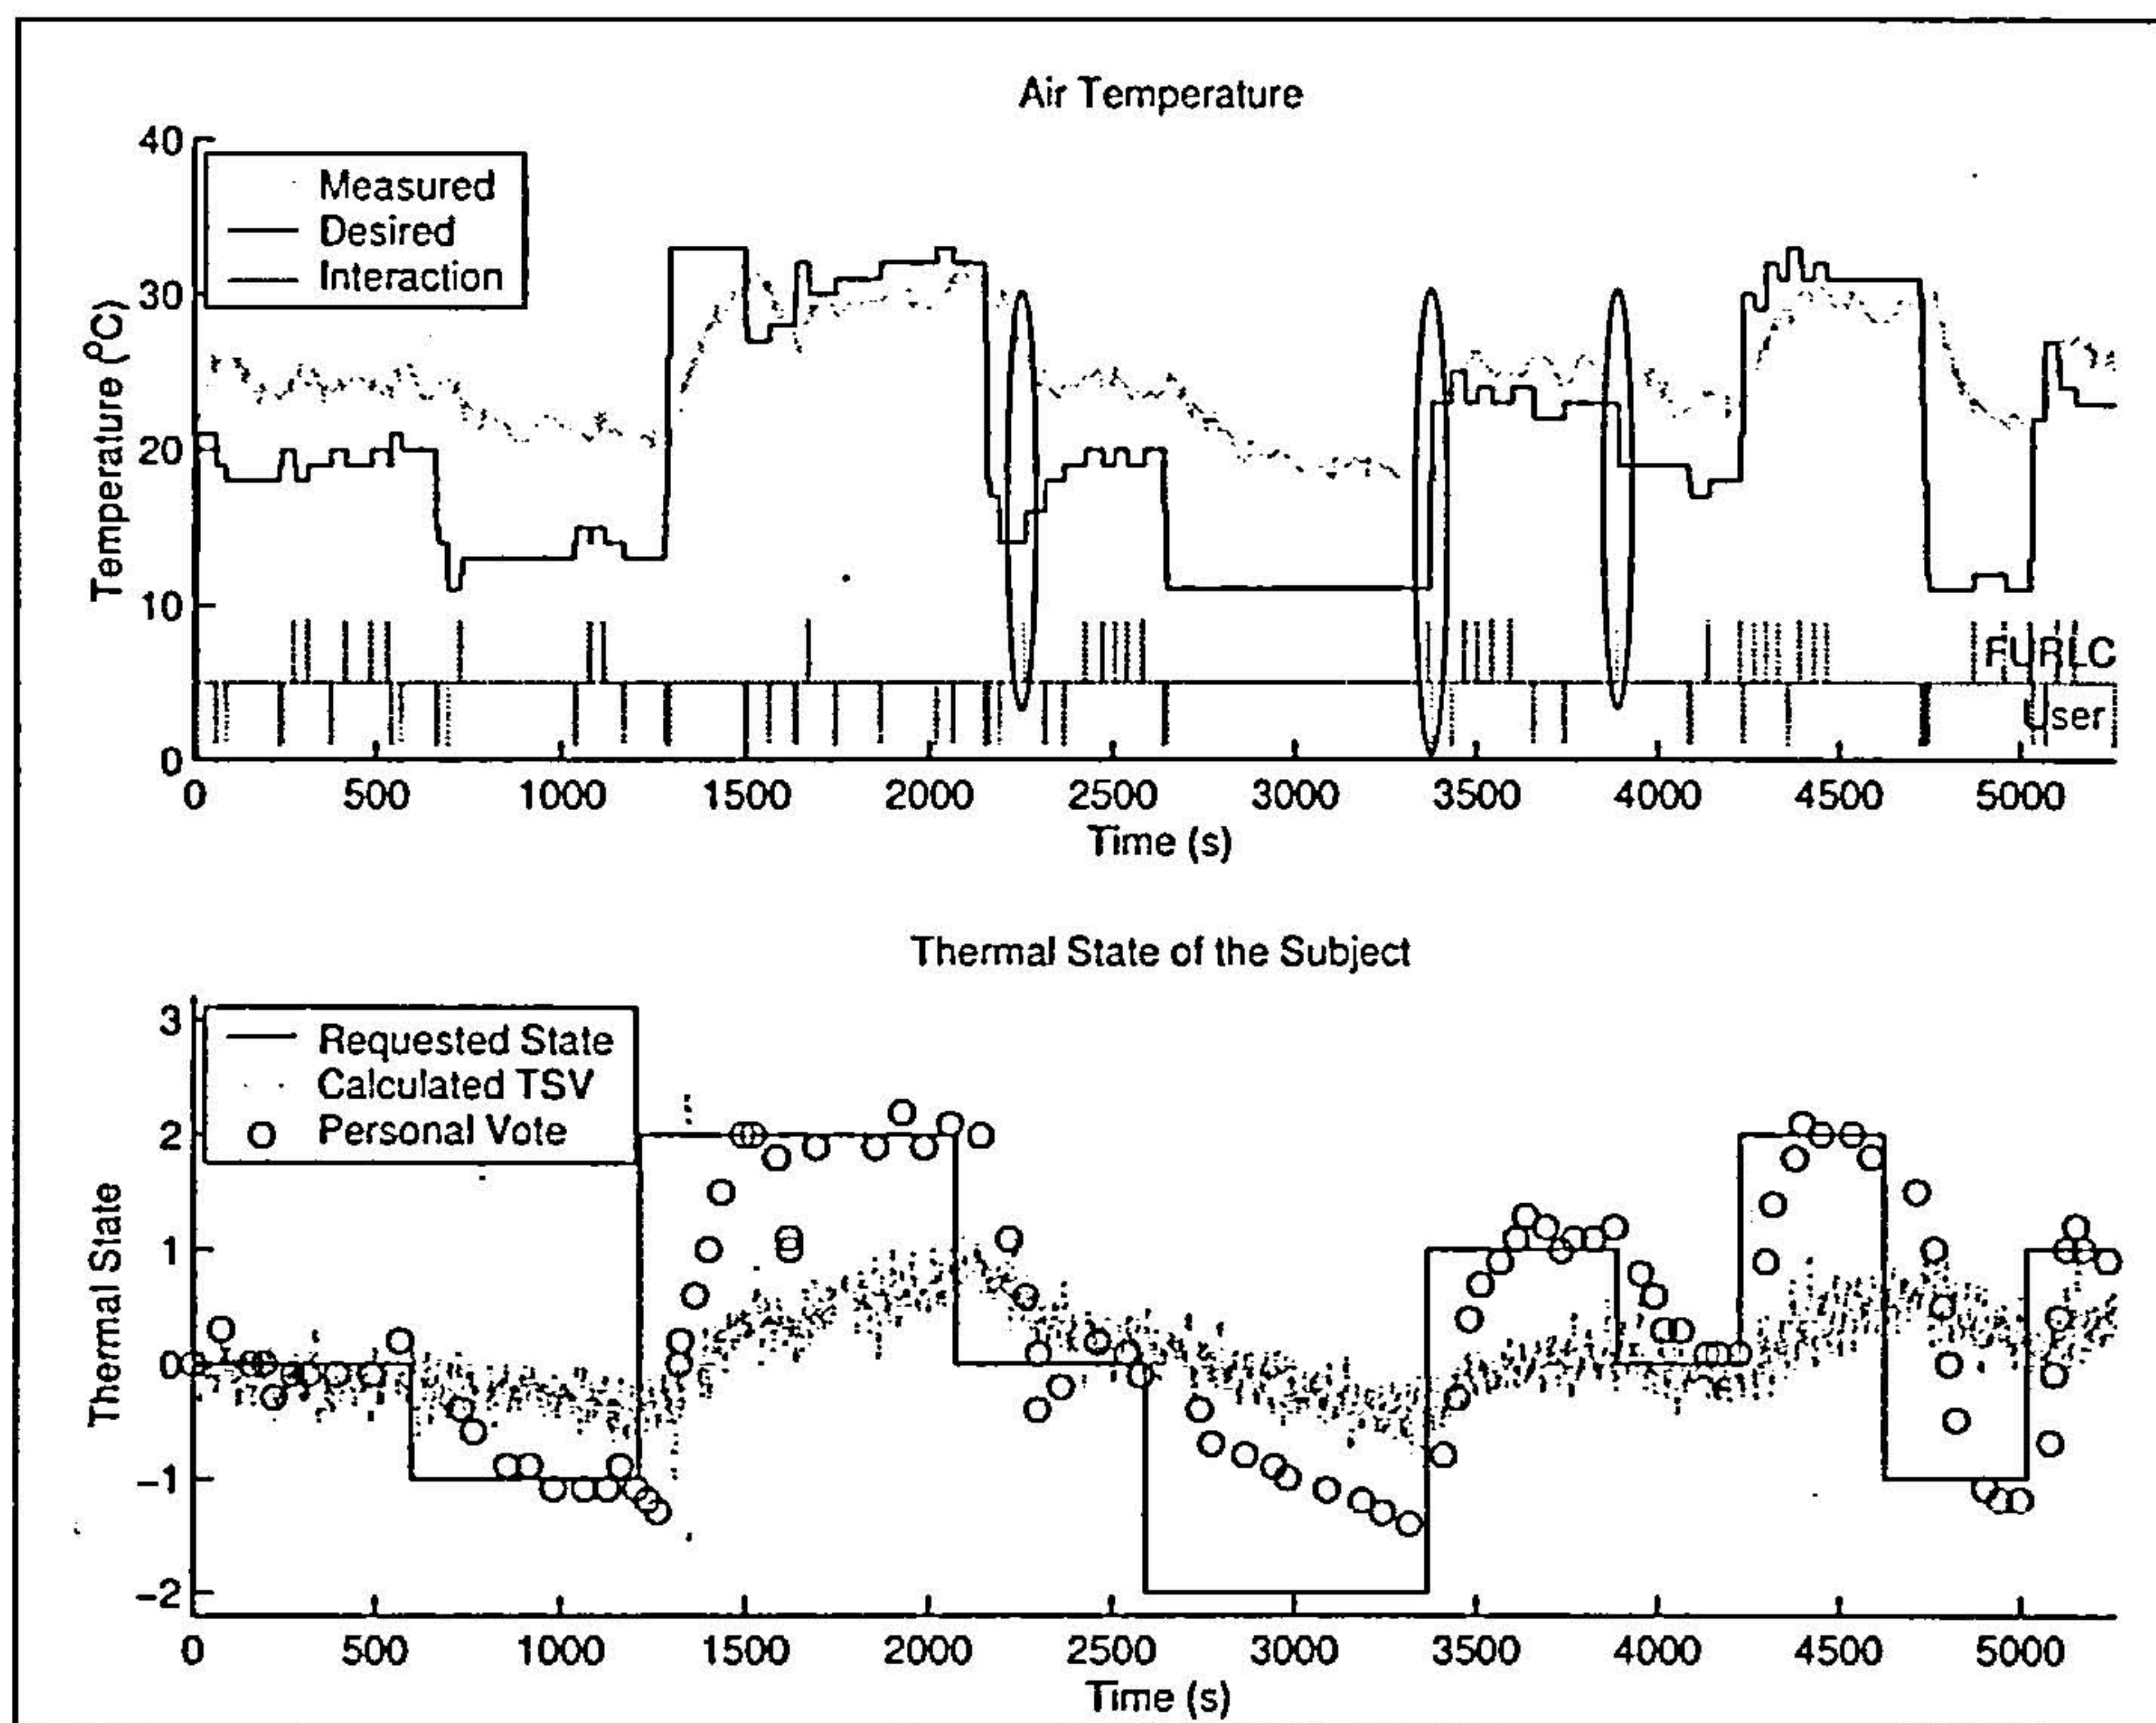 Air Temperature
40
30
20
10
0
Temperature (°C)
Measured
Desired
Interaction
FURLC
User
0 500 1000 1500 2000 2500 3000 3500 4000 4500 5000
Time (s)
Thermal State of the Subject
3
2
1
0
-1
-2
Thermal State
Requested State
Calculated TSV
Personal Vote
0 500 1000 1500 2000 2500 3000 3500 4000 4500 5000
Time (s)